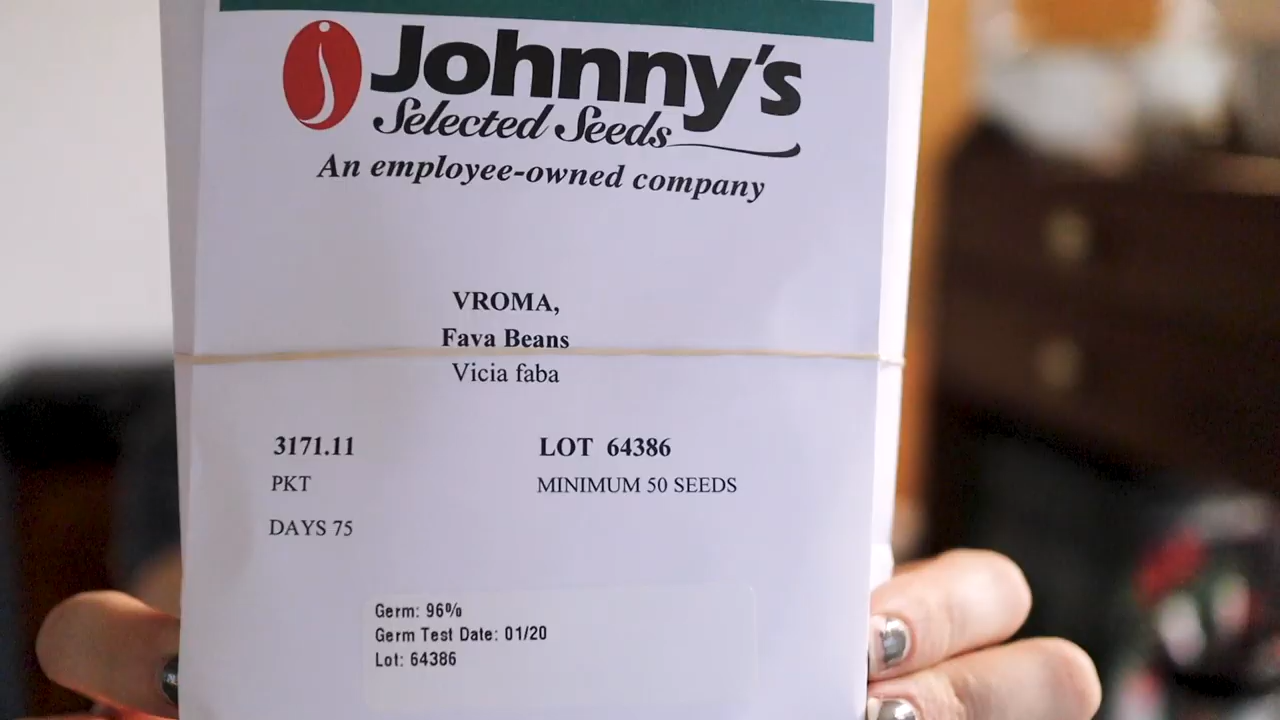 Johnny's
Selected Seeds
An employee-owned company
VROMA,
Fava Beans
Vicia faba
3171.11 LOT 64386
PKT MINIMUM 50 SEEDS
DAYS 75
Germ: 96%
Germ Test Date: 01/20
Lot: 64386